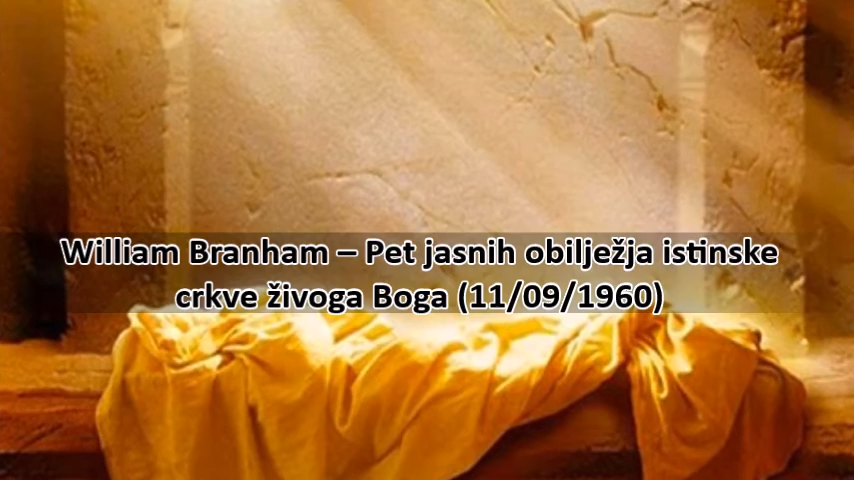 William Branham – Pet jasnih obilježja istinske
crkve živoga Boga (11/09/1960)